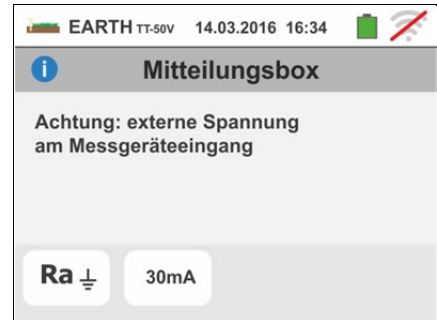 EARTH TT-50V 14.03.2016 16:34
i Mitteilungsbox
Achtung: externe Spannung
am Messgeräteeingang
Ra 30mA